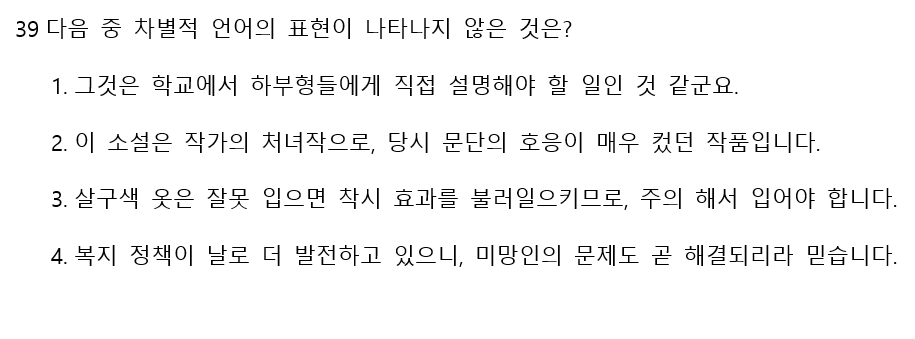 39 다음 중 차별적 언어의 표현이 나타나지 않은 것은?
1. 그것은 학교에서 하부형들에게 직접 설명해야 할 일인 것 같군요.
2. 이 소설은 작가의 처녀작으로, 당시 문단의 호응이 매우 컸던 작품입니다.
3. 살구색 옷은 잘못 입으면 착시 효과를 불러일으키므로, 주의 해서 입어야 합니다.
4. 복지 정책이 날로 더 발전하고 있으니, 미망인의 문제도 곧 해결되리라 믿습니다.